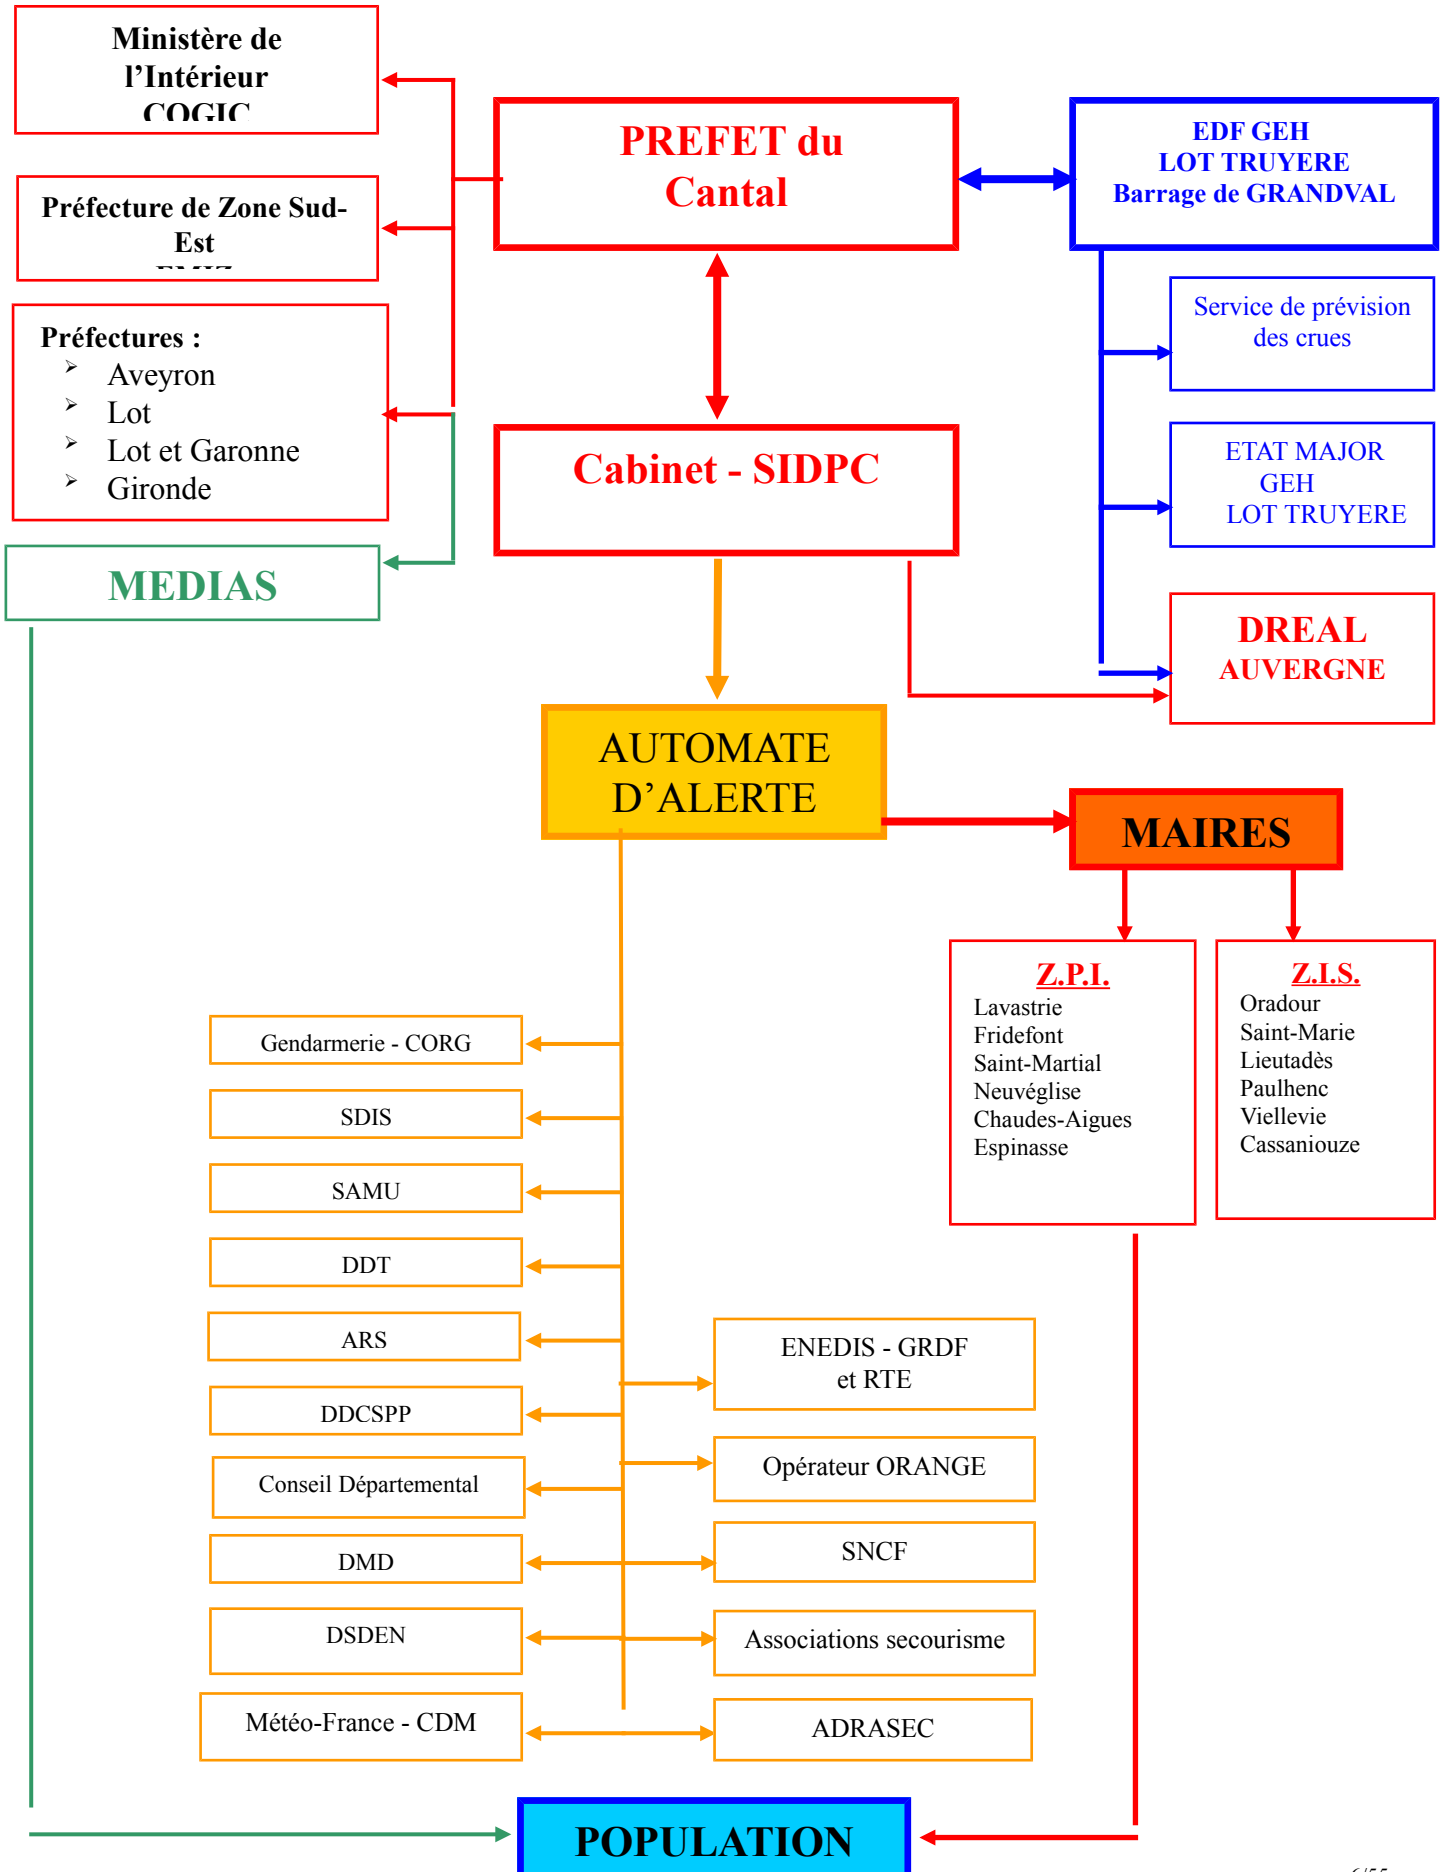 Ministère de
l'Intérieur
COGIC
PREFET du
Cantal
EDF GEH
LOT TRUYERE
Barrage de GRANDVAL
Préfecture de Zone Sud-
Est
Service de prévision
des crues
Préfectures :
➢ Aveyron
➢ Lot
➢ Lot et Garonne
➢ Gironde
Cabinet - SIDPC
ETAT MAJOR
GEH
LOT TRUYERE
MEDIAS
DREAL
AUVERGNE
AUTOMATE
D'ALERTE
MAIRES
Z.P.I.
Lavastrie
Fridefont
Saint-Martial
Neuvéglise
Chaudes-Aigues
Espinasse
Z.I.S.
Oradour
Saint-Marie
Lieutadès
Paulhenc
Viellevie
Cassaniouze
Gendarmerie - CORG
SDIS
SAMU
DDT
ARS
DDCSPP
Conseil Départemental
DMD
DSDEN
Météo-France - CDM
ENEDIS - GRDF
et RTE
Opérateur ORANGE
SNCF
Associations secourisme
ADRASEC
POPULATION